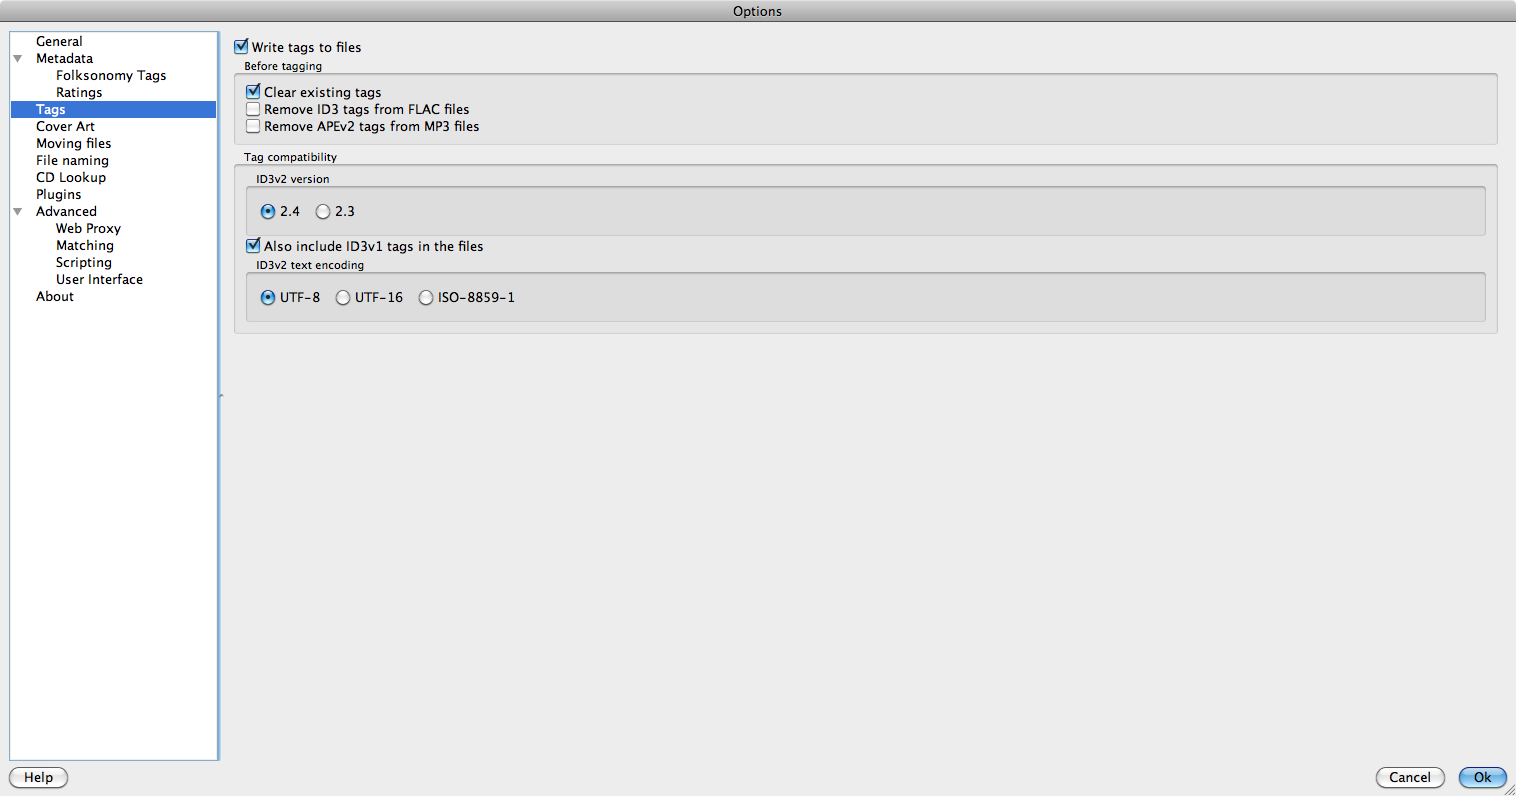 Options
General
Metadata
Folksonomy Tags
Ratings
Tags
Cover Art
Moving files
File naming
CD Lookup
Plugins
Advanced
Web Proxy
Matching
Scripting
User Interface
About
Write tags to files
Before tagging
Clear existing tags
Remove ID3 tags from FLAC files
Remove APEv2 tags from MP3 files
Tag compatibility
ID3v2 version
2.4 2.3
Also include ID3v1 tags in the files
ID3v2 text encoding
UTF-8 UTF-16 ISO-8859-1
Help Cancel Ok